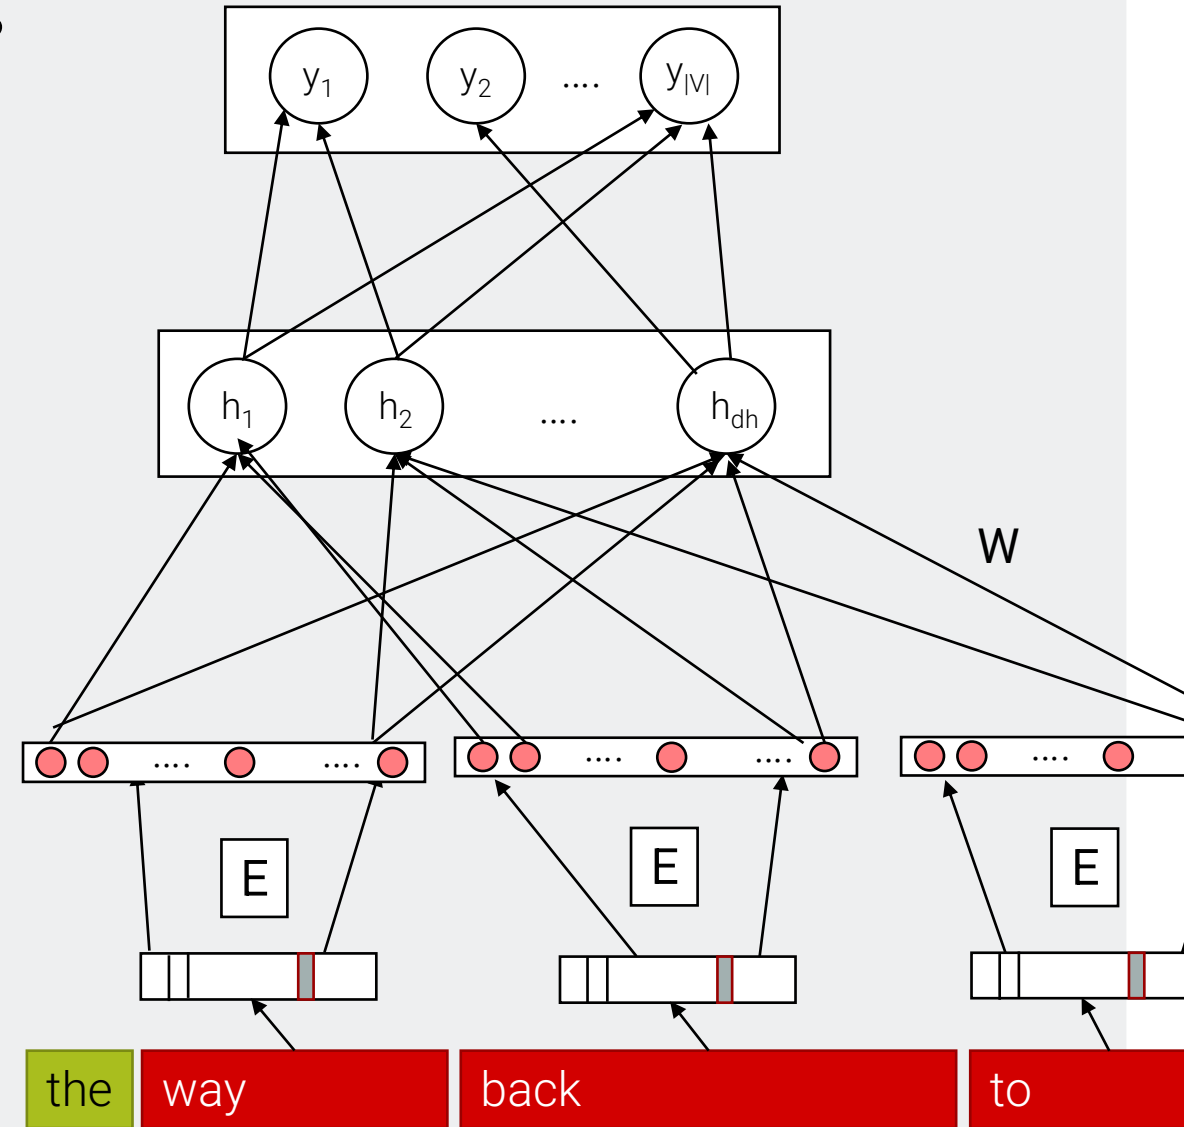 y1 y2 .... y|V|
h1 h2 .... hdh
W
.... .... .... .... ....
E E E
the way back to